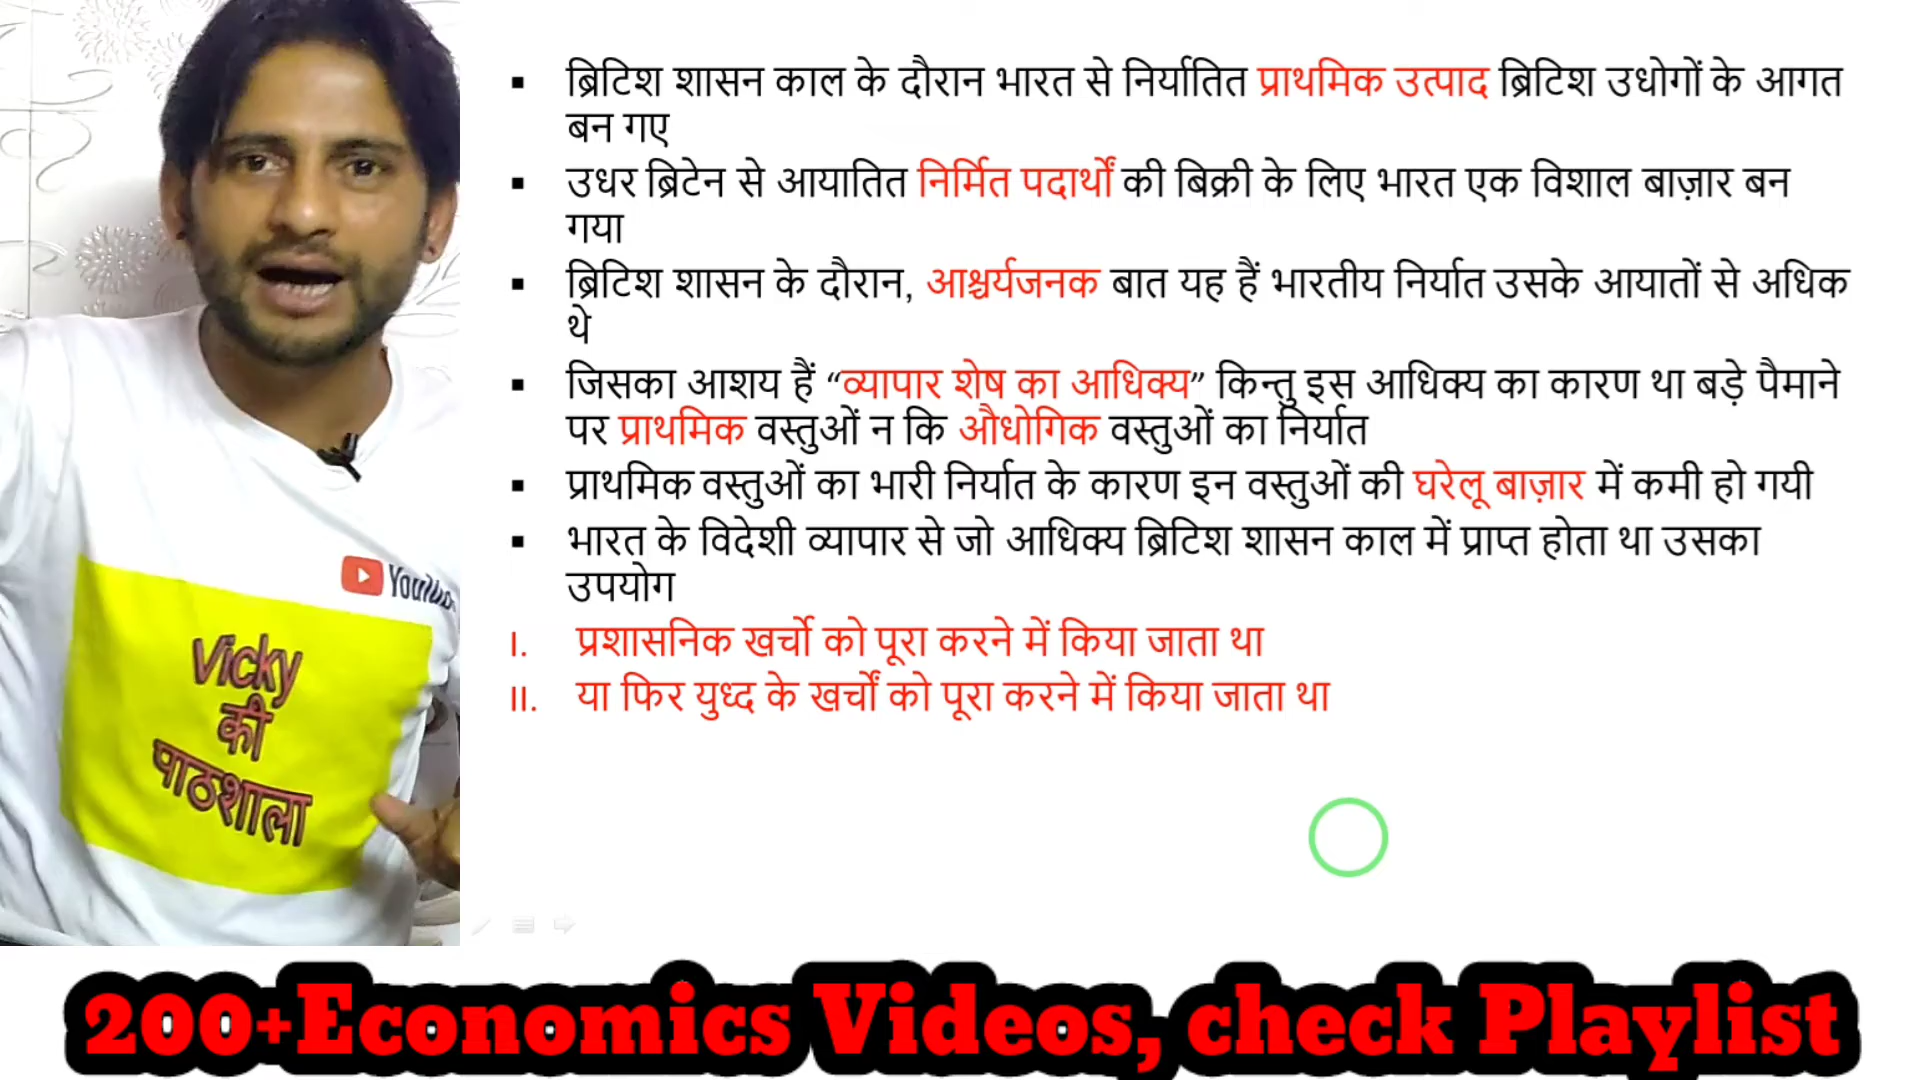 ब्रिटिश शासन काल के दौरान भारत से निर्यातित प्राथमिक उत्पाद ब्रिटिश उधोगों के आगत
बन गए
उधर ब्रिटेन से आयातित निर्मित पदार्थों की बिक्री के लिए भारत एक विशाल बाज़ार बन
गया
ब्रिटिश शासन के दौरान, आश्चर्यजनक बात यह हैं भारतीय निर्यात उसके आयातों से अधिक
थे
जिसका आशय हैं “व्यापार शेष का आधिक्य” किन्तु इस आधिक्य का कारण था बड़े पैमाने
पर प्राथमिक वस्तुओं न कि औधोगिक वस्तुओं का निर्यात
प्राथमिक वस्तुओं का भारी निर्यात के कारण इन वस्तुओं की घरेलू बाज़ार में कमी हो गयी
भारत के विदेशी व्यापार से जो आधिक्य ब्रिटिश शासन काल में प्राप्त होता था उसका
उपयोग
I. प्रशासनिक खर्चो को पूरा करने में किया जाता था
II. या फिर युध्द के खर्चों को पूरा करने में किया जाता था
YouTube
Vicky
की
पाठशाला
200+Economics Videos, check Playlist